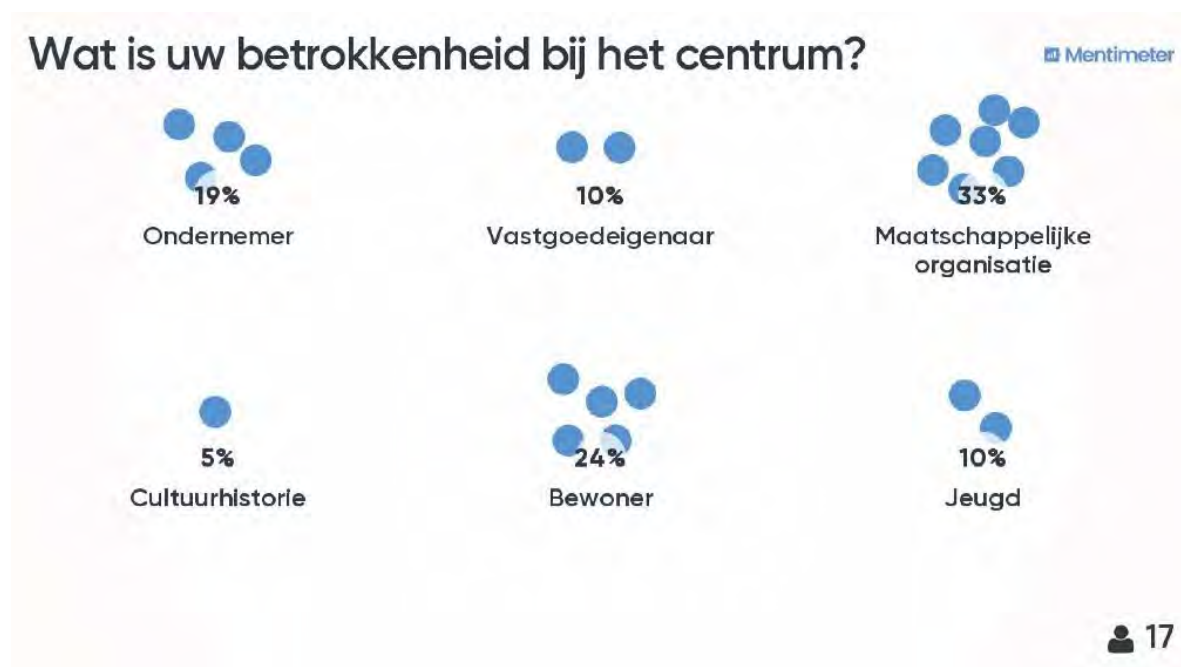 Wat is uw betrokkenheid bij het centrum?
Mentimeter
19%
Ondernemer
10%
Vastgoedeigenaar
33%
Maatschappelijke
organisatie
5%
Cultuurhistorie
24%
Bewoner
10%
Jeugd
17